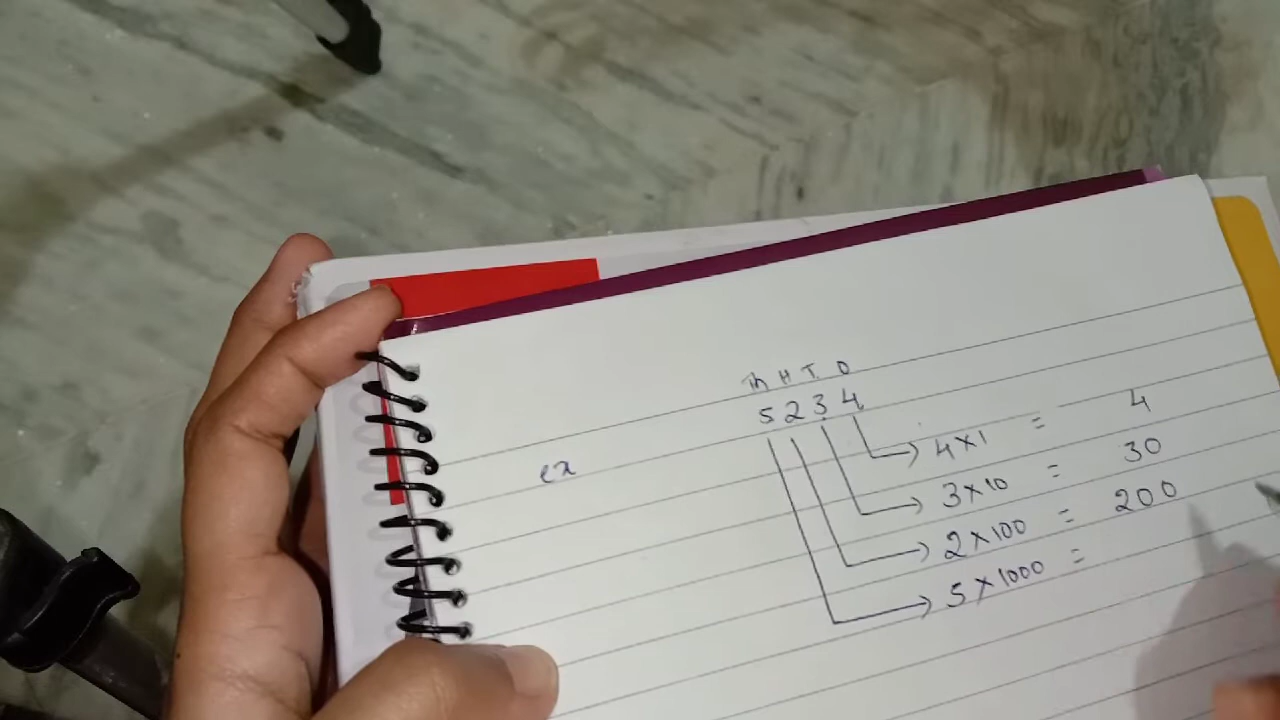 Th H T. O
5 2 3 4
ex
4 × 1 = 4
3 × 10 = 30
2 × 100 = 200
5 × 1000 =